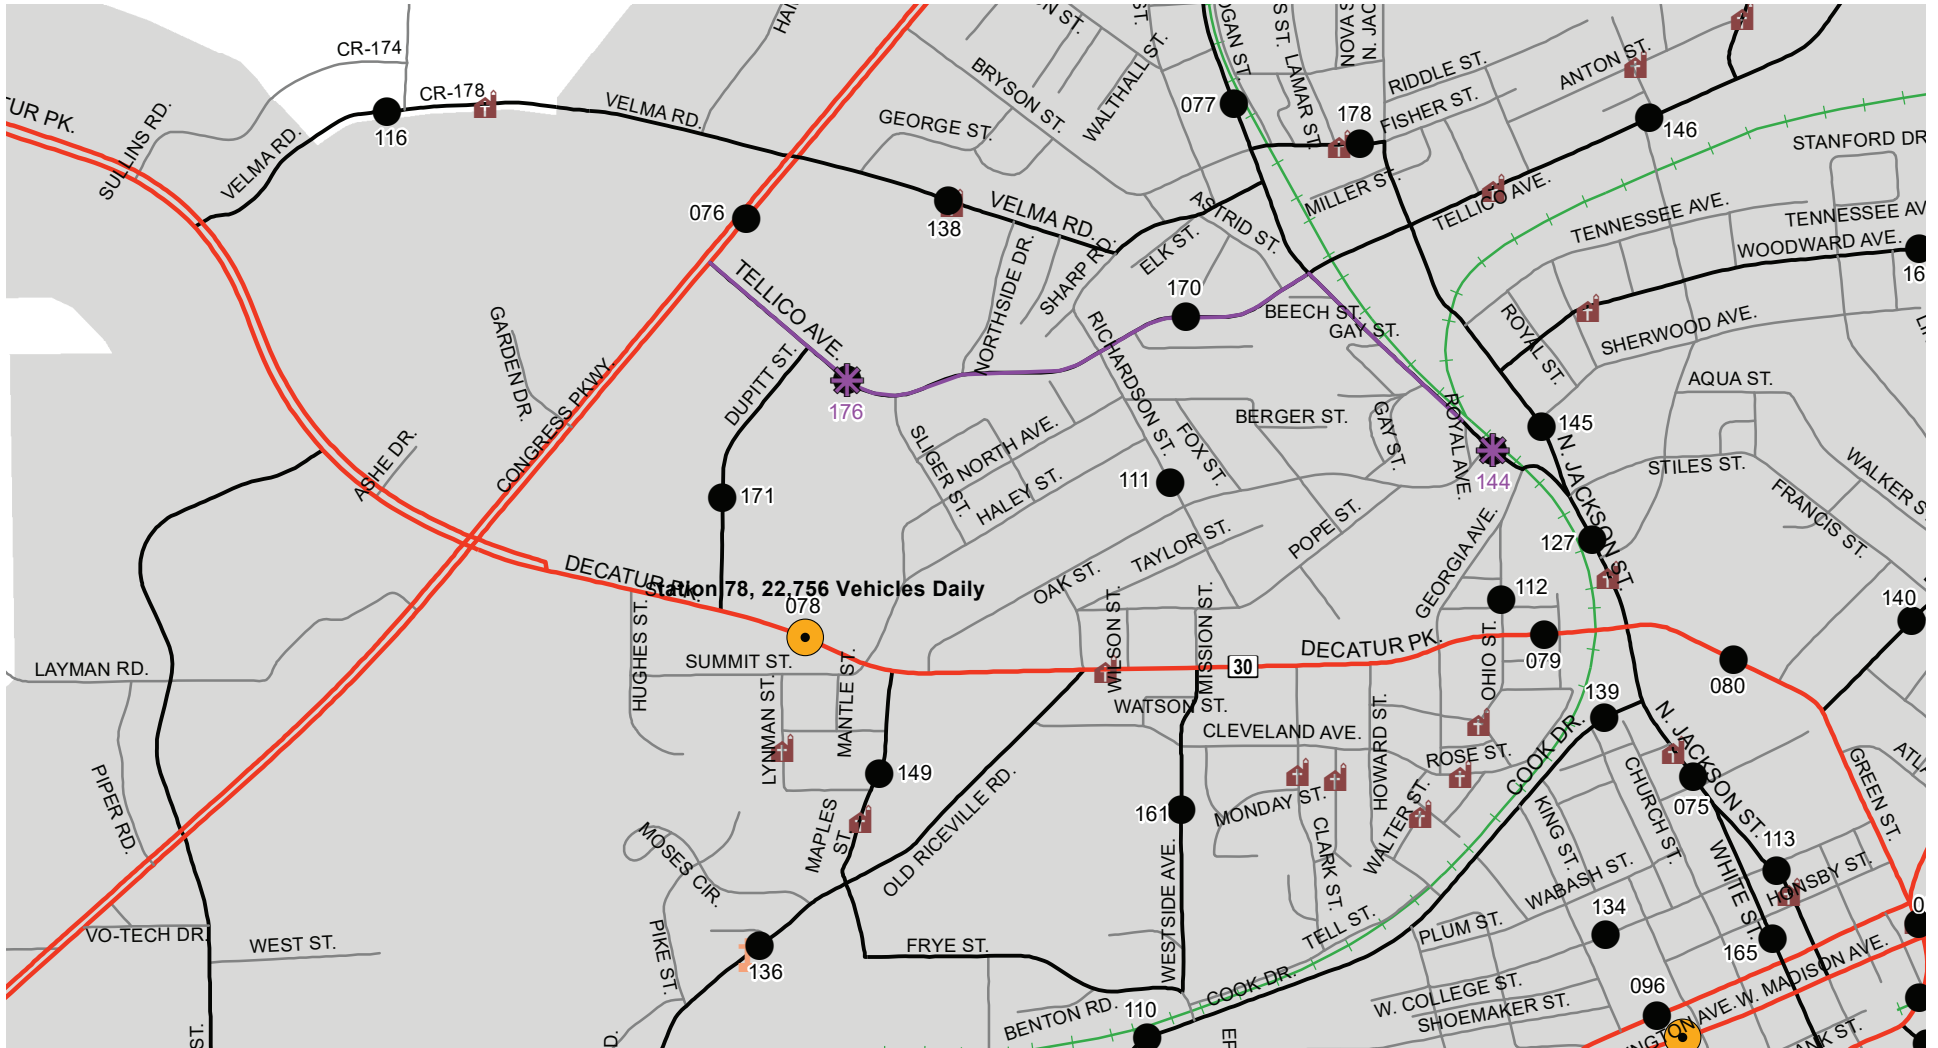 CR-174
CR-178
TUR PK.
SULLINS RD.
VELMA RD.
116
VELMA RD.
GEORGE ST.
BRYSON ST.
WALTHALL ST.
ST.
077
LAMAR ST.
178
RIDDLE ST.
FISHER ST.
ANTON ST.
146
STANFORD DR
076
138
VELMA RD.
ASTRID ST.
ELK ST.
SHARP RD.
NORTHSIDE DR.
MILLER ST.
TELLICO AVE.
TENNESSEE AVE.
TENNESSEE AV
WOODWARD AVE.
16
TELLICO AVE.
170
BEECH ST.
GAY ST.
ROYAL ST.
SHERWOOD AVE.
GARDEN DR.
DUPITT ST.
176
RICHARDSON ST.
AQUA ST.
BERGER ST.
GAY ST.
ROYAL AVE.
145
ASHE DR.
CONGRESS PKWY.
SLIGER ST.
NORTH AVE.
HALEY ST.
FOX ST.
111
144
N. JACKSON ST.
STILES ST.
WALKER S
FRANCIS ST.
171
POPE ST.
TAYLOR ST.
OAK ST.
GEORGIA AVE.
127
112
140
DECATUR PK.
Station 78, 22,756 Vehicles Daily
078
HUGHES ST.
WILSON ST.
MISSION ST.
DECATUR PK.
OHIO ST.
079
080
LAYMAN RD.
SUMMIT ST.
MANTLE ST.
LYNMAN ST.
30
WATSON ST.
CLEVELAND AVE.
HOWARD ST.
139
N. JACKSON ST.
COOK DR.
ROSE ST.
149
PIPER RD.
161
MONDAY ST.
WALTER ST.
CLARK ST.
KING ST.
CHURCH ST.
075
GREEN ST.
ATLA
MOSES CIR.
MAPLES
ST.
OLD RICEVILLE RD.
WESTSIDE AVE.
113
WABASH ST.
WHITE ST.
HORNSBY ST.
134
PLUM ST.
TELL ST.
165
0
VO-TECH DR.
WEST ST.
PIKE ST.
136
FRYE ST.
COOK DR.
W. MADISON AVE.
W. COLLEGE ST.
SHOEMAKER ST.
096
NGTON AVE.
BENTON RD.
110
ANK ST.
ST.
D.